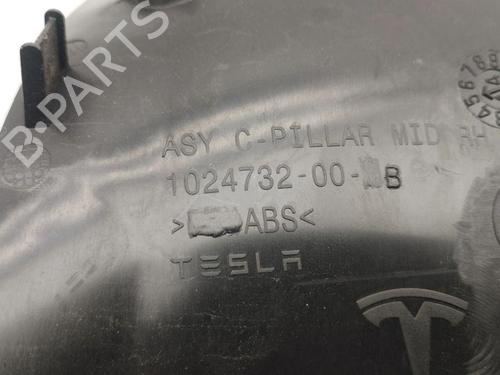 B-PARTS
ASY C-PILLAR MID RH
1024732-00- B
> ABS<
TESLA